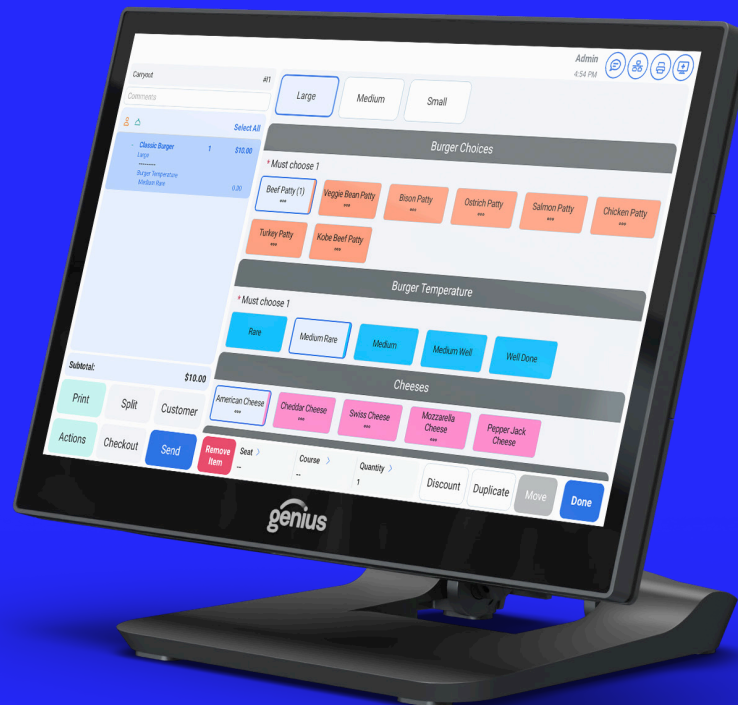 Admin
4:54 PM
Carryout #1
Comments
Select All
- Classic Burger 1 $10.00
Large
---------
Burger Temperature
Medium Rare 0.00
Subtotal: $10.00
Print Split Customer
Actions Checkout Send
Large Medium Small
Burger Choices
* Must choose 1
Beef Patty (1) Veggie Bean Patty Bison Patty Ostrich Patty Salmon Patty Chicken Patty
Turkey Patty Kobe Beef Patty
Burger Temperature
* Must choose 1
Rare Medium Rare Medium Medium Well Well Done
Cheeses
American Cheese Cheddar Cheese Swiss Cheese Mozzarella Cheese Pepper Jack Cheese
Remove Item Seat > -- Course > -- Quantity > 1 Discount Duplicate Move Done
genius